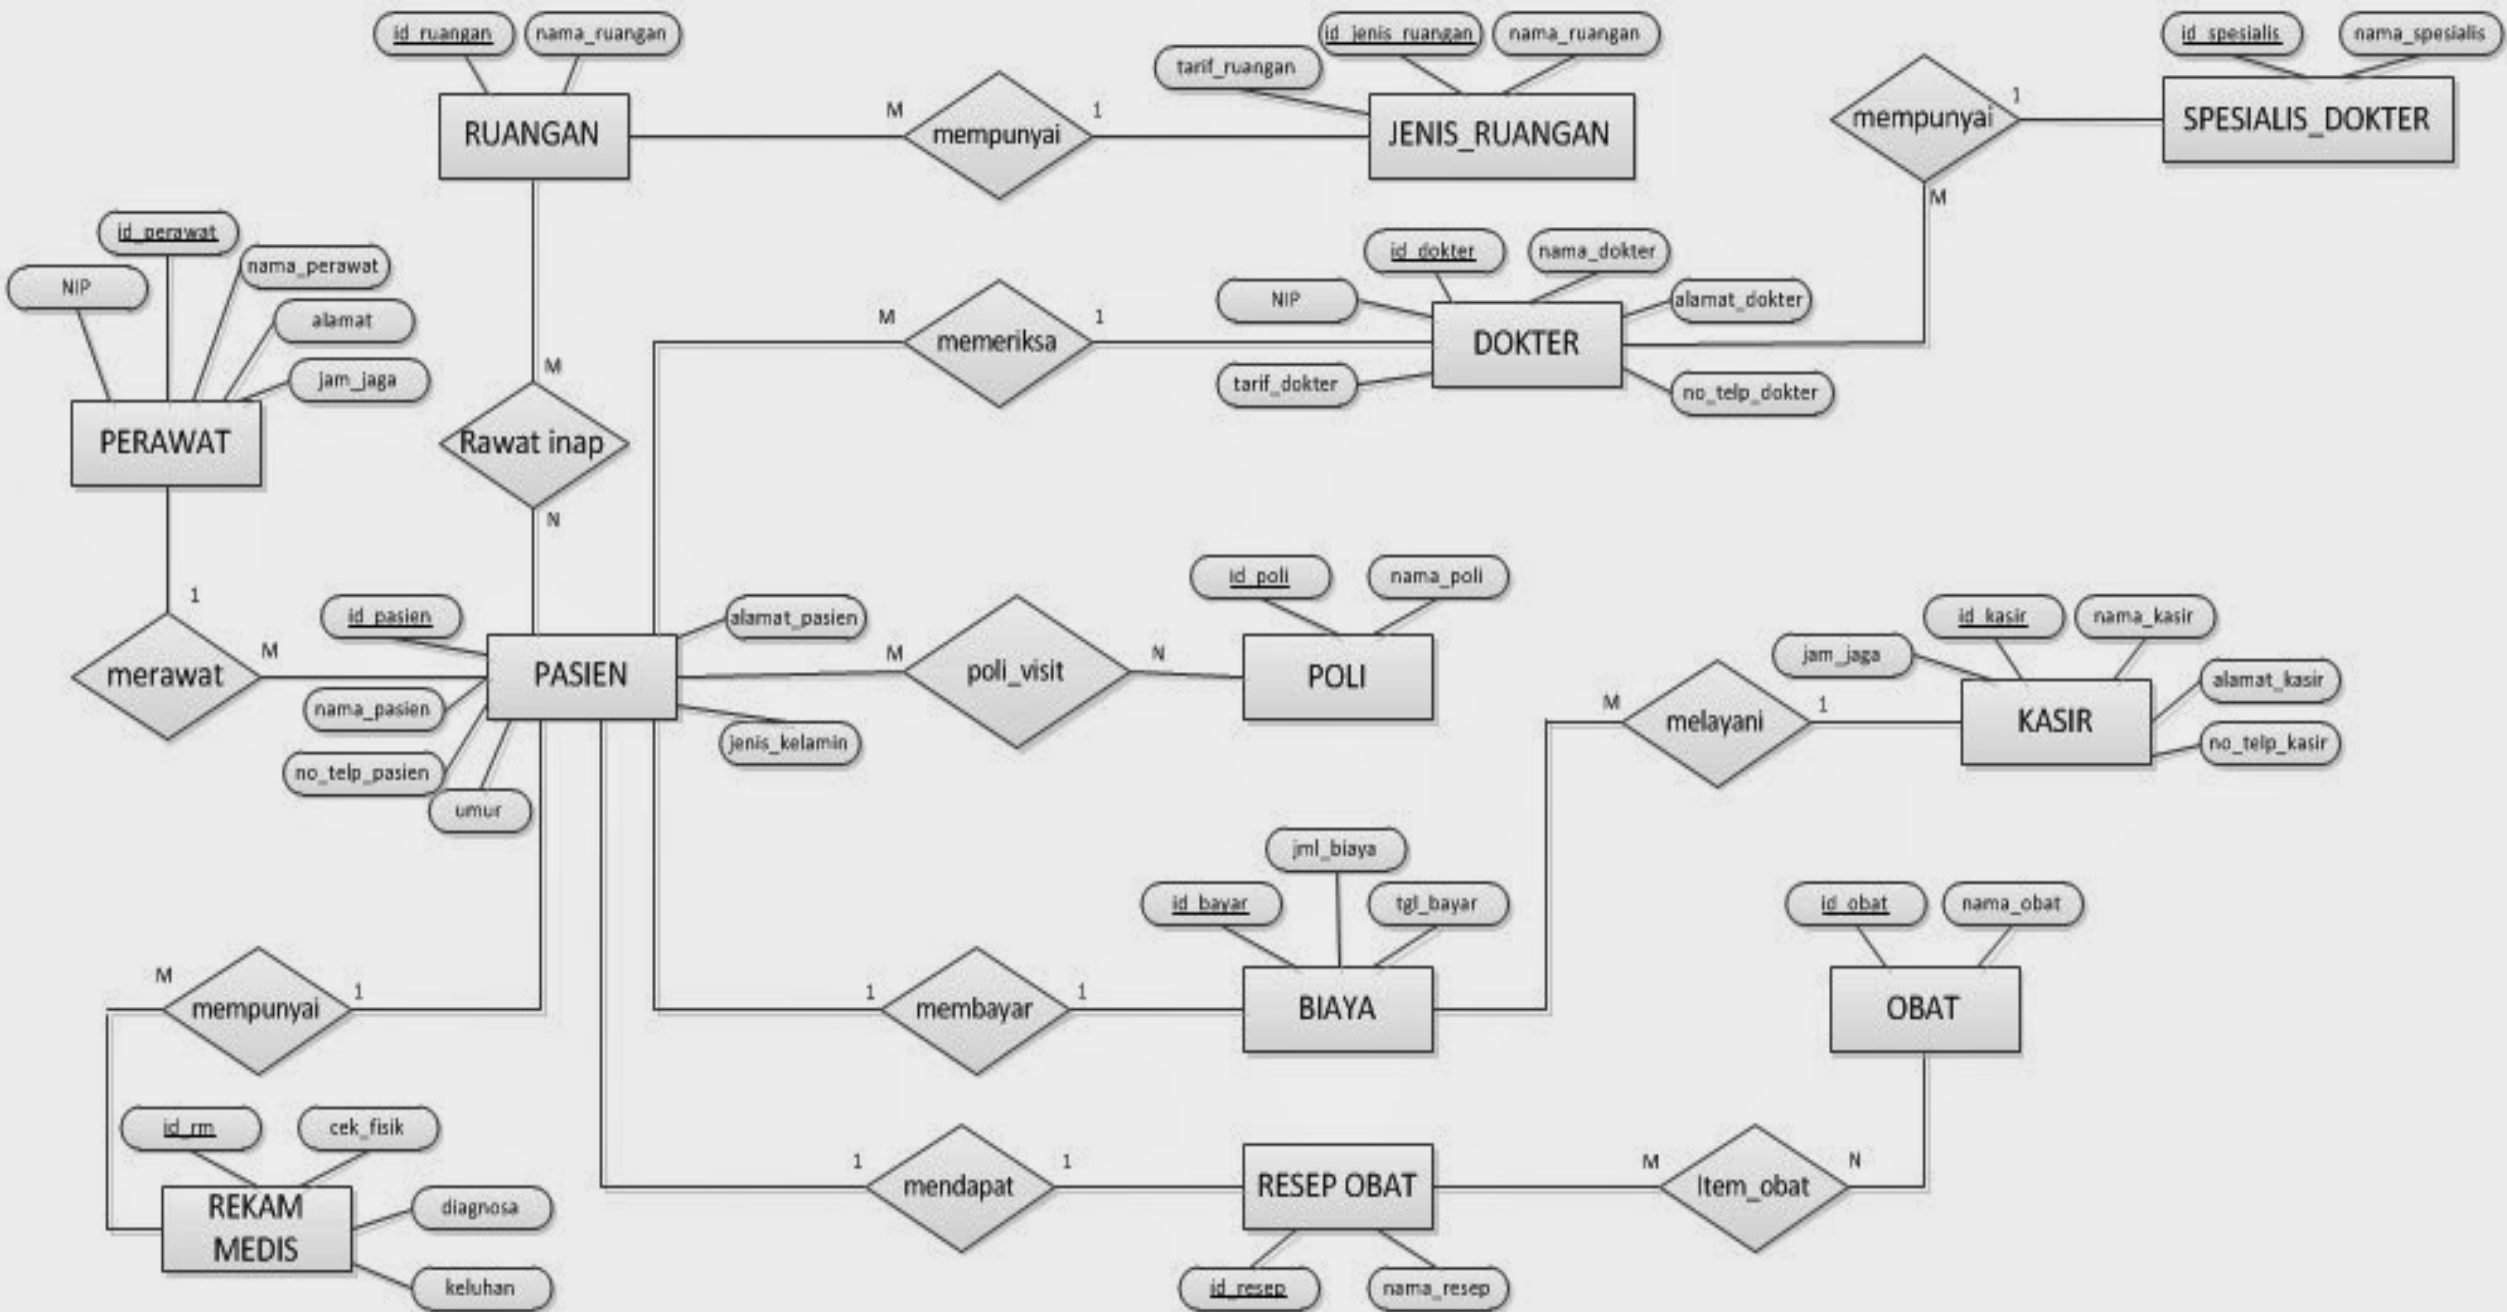 id_ruangan
nama_ruangan
RUANGAN
M
mempunyai
1
tarif_ruangan
id_jenis_ruangan
nama_ruangan
JENIS_RUANGAN
mempunyai
1
M
id_spesialis
nama_spesialis
SPESIALIS_DOKTER
NIP
id_perawat
nama_perawat
alamat
jam_jaga
PERAWAT
M
Rawat inap
N
M
memeriksa
1
NIP
id_dokter
nama_dokter
alamat_dokter
tarif_dokter
no_telp_dokter
DOKTER
1
merawat
M
id_pasien
nama_pasien
no_telp_pasien
umur
alamat_pasien
jenis_kelamin
PASIEN
M
poli_visit
N
id_poli
nama_poli
POLI
M
melayani
1
jam_jaga
id_kasir
nama_kasir
alamat_kasir
no_telp_kasir
KASIR
M
mempunyai
1
1
membayar
1
id_bayar
jml_biaya
tgl_bayar
BIAYA
id_obat
nama_obat
OBAT
id_rm
cek_fisik
diagnosa
keluhan
REKAM
MEDIS
1
mendapat
1
RESEP OBAT
id_resep
nama_resep
M
Item_obat
N